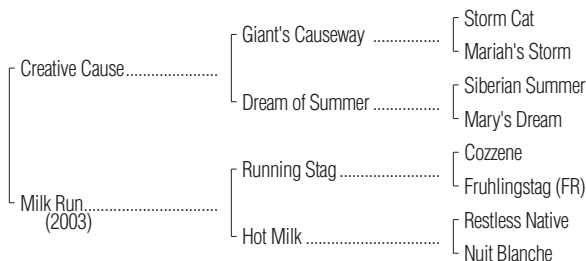 Storm Cat
Giant's Causeway ................
Mariah's Storm
Creative Cause ......................
Siberian Summer
Dream of Summer ................
Mary's Dream
Cozzene
Running Stag ........................
Fruhlingstag (FR)
Milk Run ................................
(2003)
Restless Native
Hot Milk ................................
Nuit Blanche